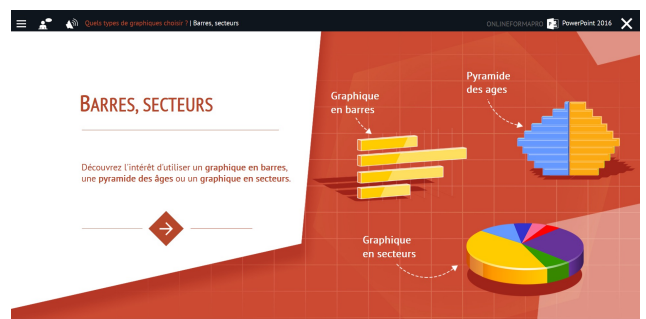 Quels types de graphiques choisir ? | Barres, secteurs
ONLINEFORMAPRO PowerPoint 2016
BARRES, SECTEURS
Découvrez l'intérêt d'utiliser un graphique en barres,
une pyramide des âges ou un graphique en secteurs.
Graphique
en barres
Pyramide
des ages
Graphique
en secteurs